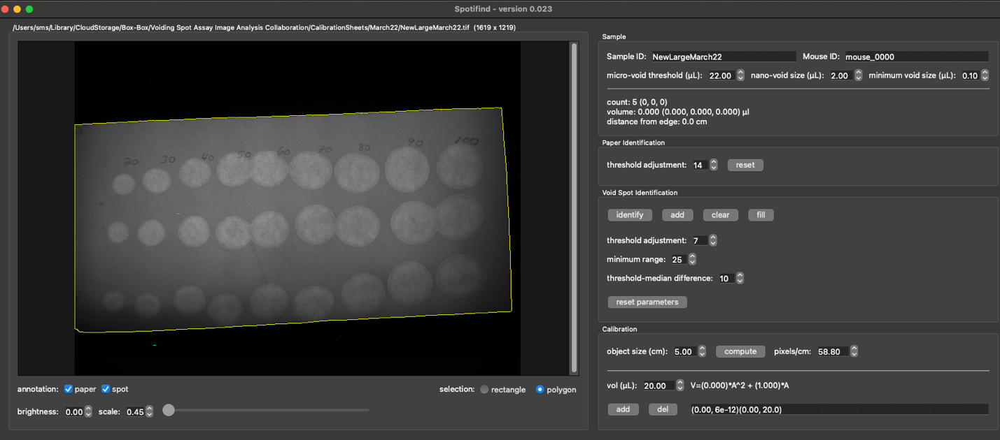 Spotifind - version 0.023
/Users/sms/Library/CloudStorage/Box-Box/Voiding Spot Assay Image Analysis Collaboration/CalibrationSheets/March22/NewLargeMarch22.tif (1619 x 1219)
20 30 40 50 60 70 80 90 100
annotation: paper spot
selection: rectangle polygon
brightness: 0.00 scale: 0.45
Sample
Sample ID: NewLargeMarch22 Mouse ID: mouse_0000
micro-void threshold (µL): 22.00 nano-void size (µL): 2.00 minimum void size (µL): 0.10
count: 5 (0, 0, 0)
volume: 0.000 (0.000, 0.000, 0.000) µl
distance from edge: 0.0 cm
Paper Identification
threshold adjustment: 14 reset
Void Spot Identification
identify add clear fill
threshold adjustment: 7
minimum range: 25
threshold-median difference: 10
reset parameters
Calibration
object size (cm): 5.00 compute pixels/cm: 58.80
vol (µL): 20.00 V=(0.000)*A^2 + (1.000)*A
add del (0.00, 6e-12)(0.00, 20.0)